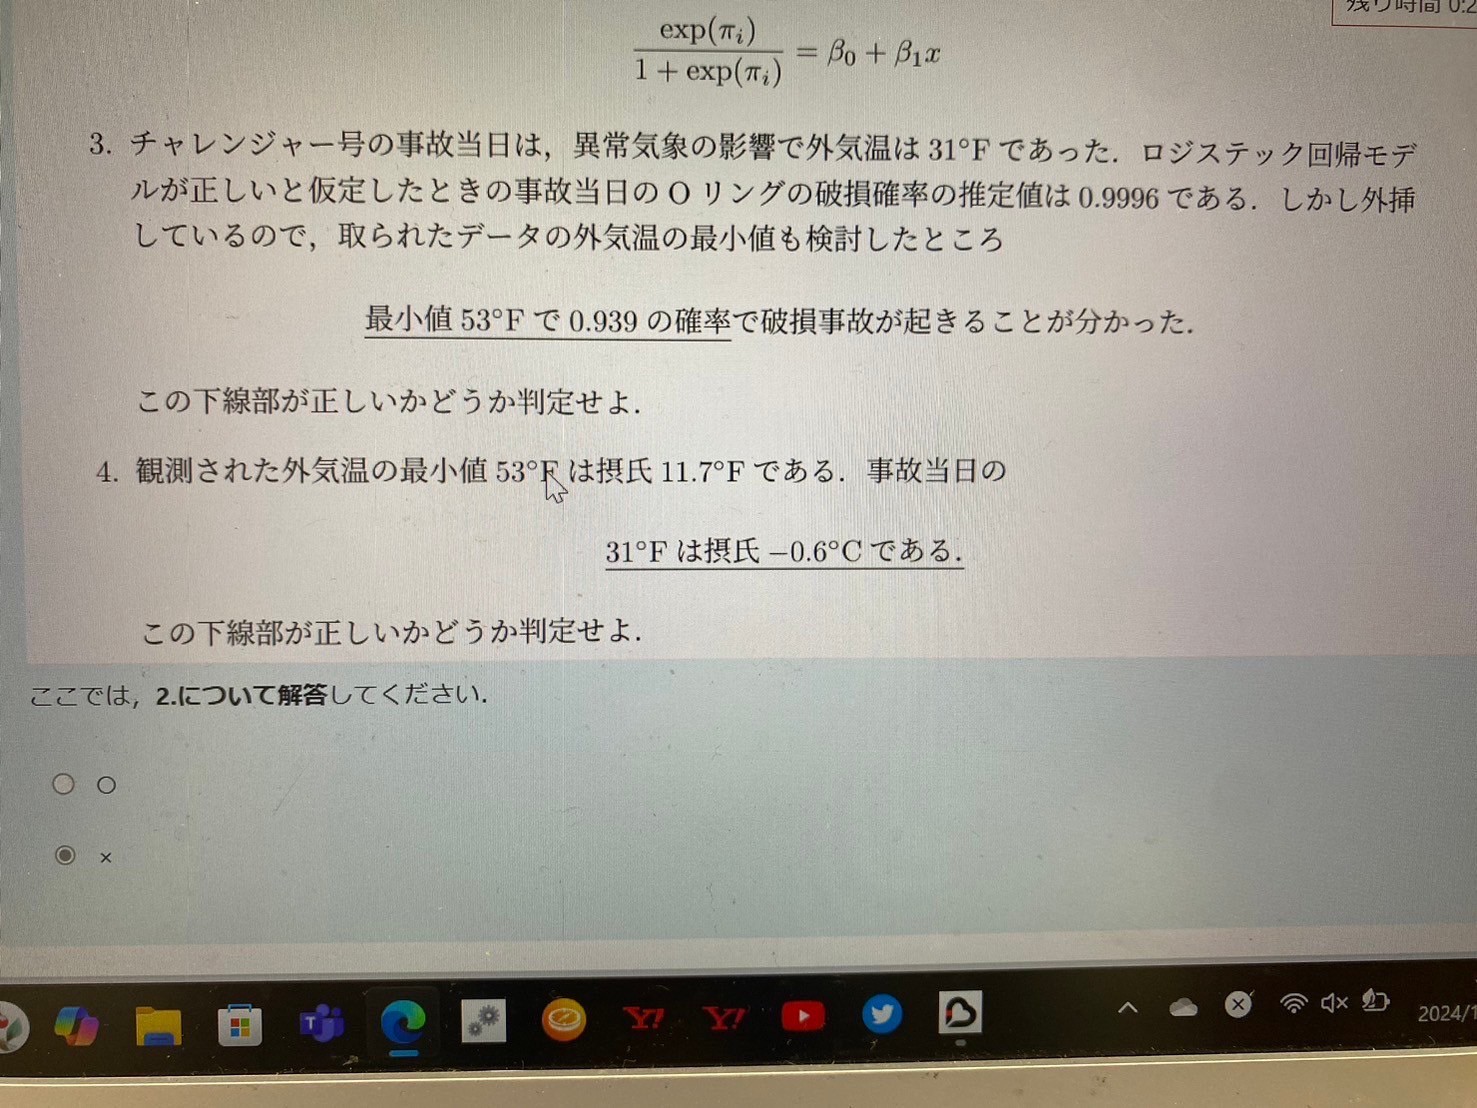 残り時間 0:2
exp(π_i) / 1 + exp(π_i) = β_0 + β_1x
3. チャレンジャー号の事故当日は，異常気象の影響で外気温は 31°F であった．ロジステック回帰モデ
ルが正しいと仮定したときの事故当日の O リングの破損確率の推定値は 0.9996 である．しかし外挿
しているので，取られたデータの外気温の最小値も検討したところ
最小値 53°F で 0.939 の確率で破損事故が起きることが分かった．
この下線部が正しいかどうか判定せよ．
4. 観測された外気温の最小値 53°F は摂氏 11.7°F である．事故当日の
31°F は摂氏 −0.6°C である．
この下線部が正しいかどうか判定せよ．
ここでは，2.について解答してください．
○
×
Y!
Y!
T
2024/1